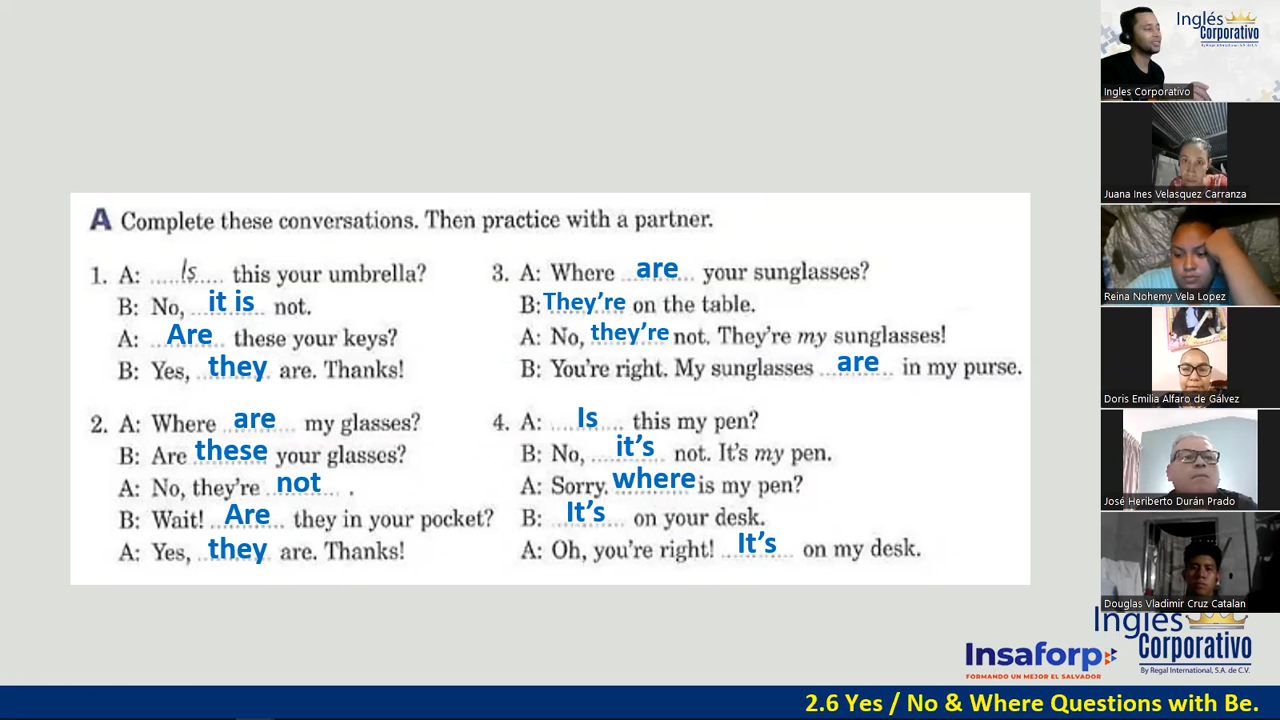 A Complete these conversations. Then practice with a partner.
1. A: Is this your umbrella?
B: No, it is not.
A: Are these your keys?
B: Yes, they are. Thanks!
2. A: Where are my glasses?
B: Are these your glasses?
A: No, they're not.
B: Wait! Are they in your pocket?
A: Yes, they are. Thanks!
3. A: Where are your sunglasses?
B: They're on the table.
A: No, they're not. They're my sunglasses!
B: You're right. My sunglasses are in my purse.
4. A: Is this my pen?
B: No, it's not. It's my pen.
A: Sorry. where is my pen?
B: It's on your desk.
A: Oh, you're right! It's on my desk.
Inglés
Corporativo
By Regal International, S.A. de C.V.
Ingles Corporativo
Juana Ines Velasquez Carranza
Reina Nohemy Vela Lopez
Doris Emilia Alfaro de Gálvez
José Heriberto Durán Prado
Douglas Vladimir Cruz Catalan
Insaforp
FORMANDO UN MEJOR EL SALVADOR
Inglés
Corporativo
By Regal International, S.A. de C.V.
2.6 Yes / No & Where Questions with Be.